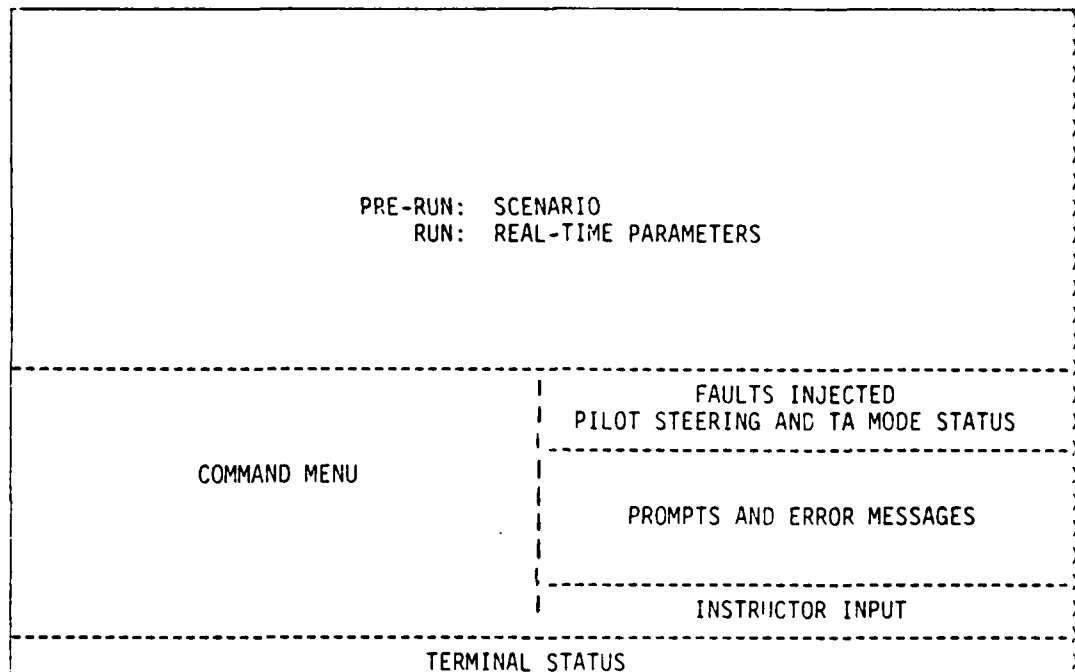 PRE-RUN: SCENARIO
RUN: REAL-TIME PARAMETERS
FAULTS INJECTED
PILOT STEERING AND TA MODE STATUS
COMMAND MENU
PROMPTS AND ERROR MESSAGES
INSTRUCTOR INPUT
TERMINAL STATUS